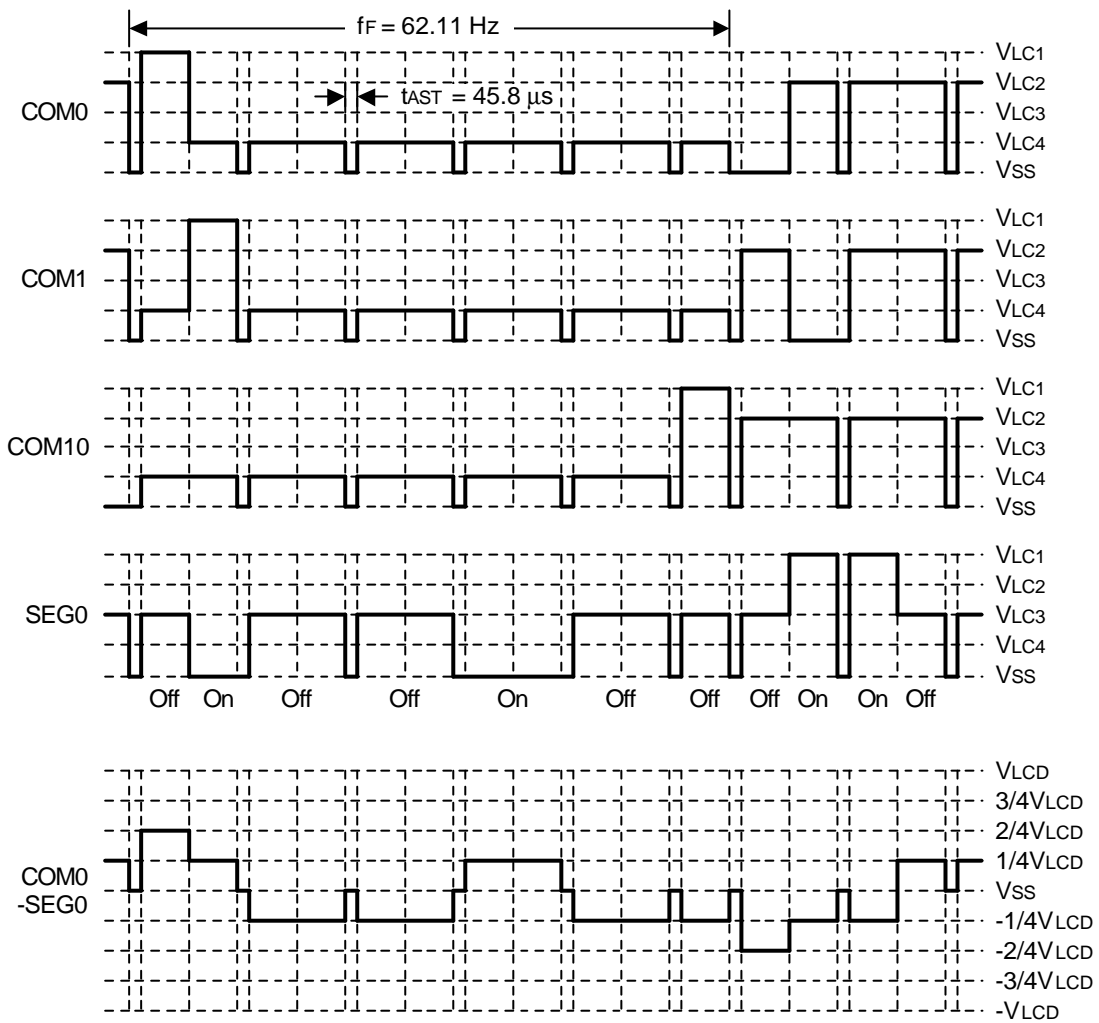 fF = 62.11 Hz
COM0
tAST = 45.8 μs
VLC1
VLC2
VLC3
VLC4
VSS
COM1
VLC1
VLC2
VLC3
VLC4
VSS
COM10
VLC1
VLC2
VLC3
VLC4
VSS
SEG0
VLC1
VLC2
VLC3
VLC4
VSS
Off On Off Off On Off Off Off On On Off
COM0
-SEG0
VLCD
3/4VLCD
2/4VLCD
1/4VLCD
VSS
-1/4VLCD
-2/4VLCD
-3/4VLCD
-VLCD